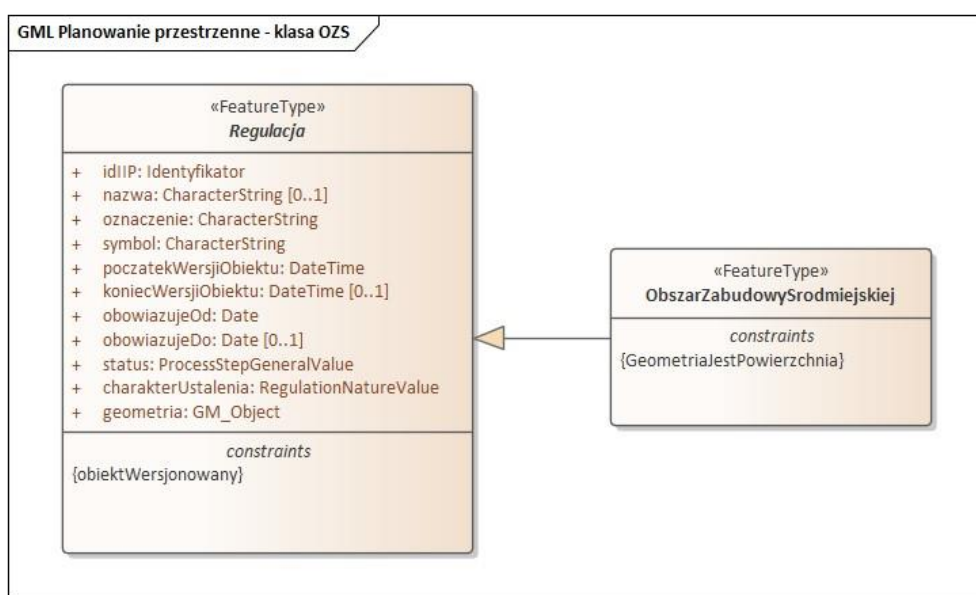 GML Planowanie przestrzenne - klasa OZS
«FeatureType»
Regulacja
+ idIIP: Identyfikator
+ nazwa: CharacterString [0..1]
+ oznaczenie: CharacterString
+ symbol: CharacterString
+ poczatekWersjiObiektu: DateTime
+ koniecWersjiObiektu: DateTime [0..1]
+ obowiazujeOd: Date
+ obowiazujeDo: Date [0..1]
+ status: ProcessStepGeneralValue
+ charakterUstalenia: RegulationNatureValue
+ geometria: GM_Object
constraints
{obiektWersjonowany}
«FeatureType»
ObszarZabudowySrodmiejskiej
constraints
{GeometriaJestPowierzchnia}